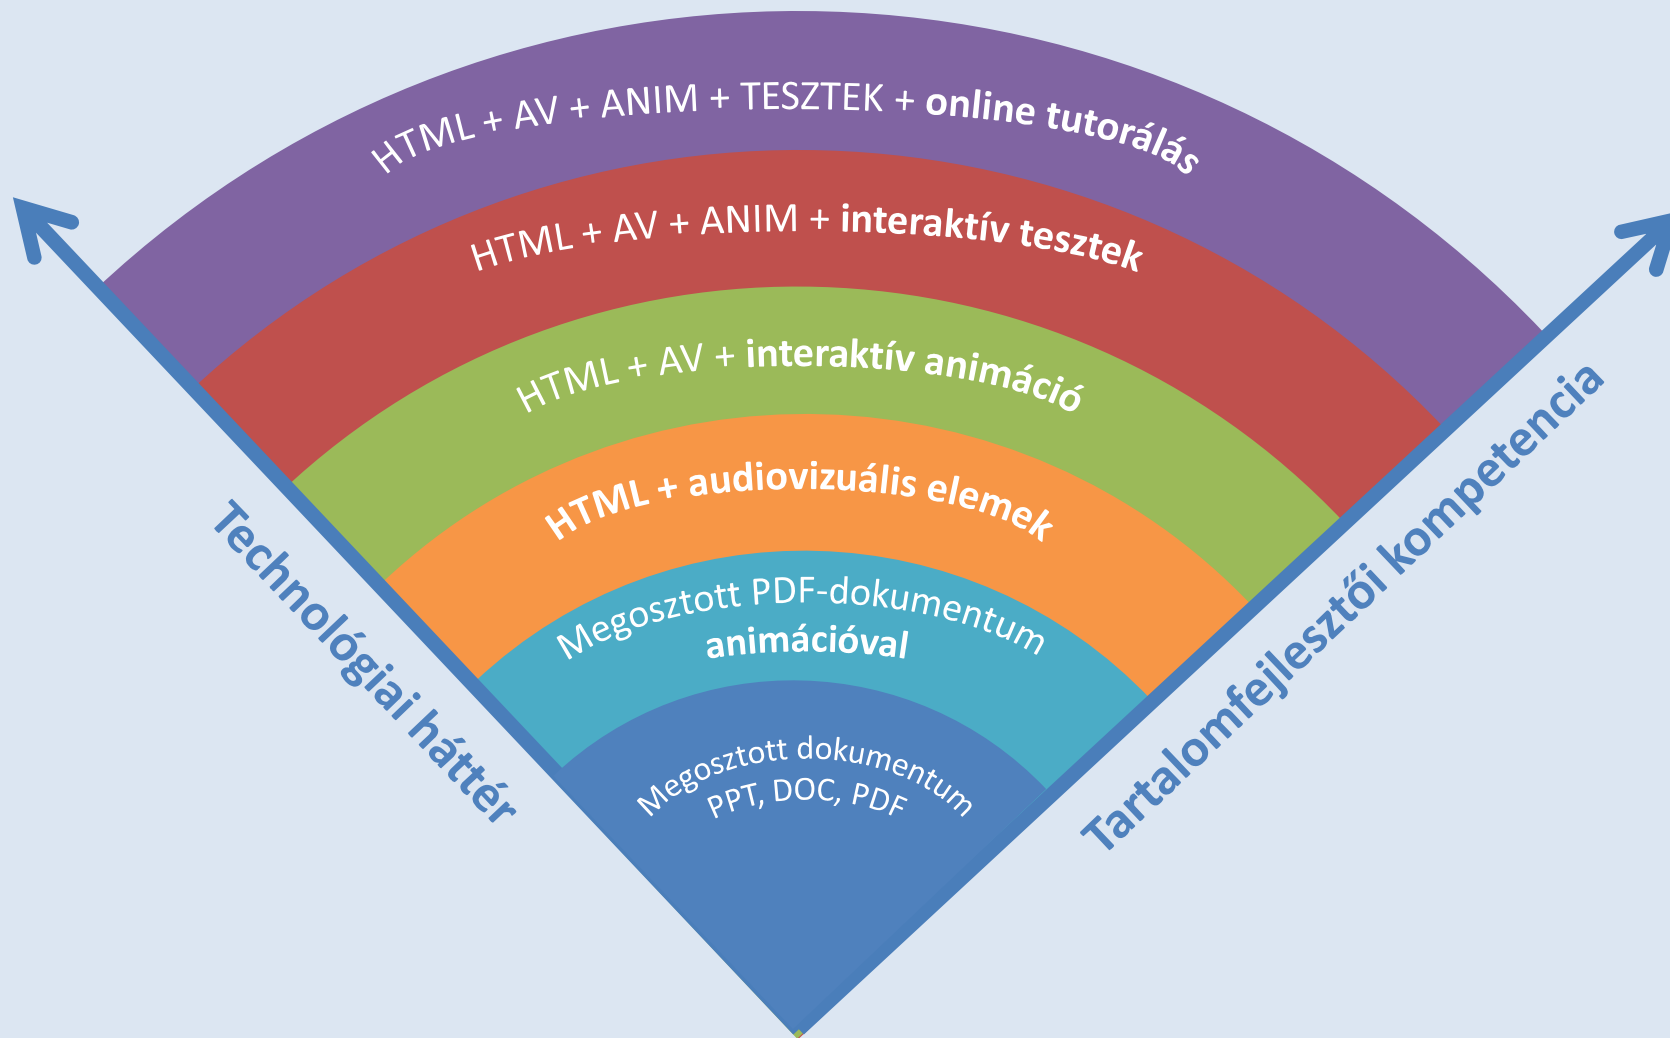 HTML + AV + ANIM + TESZTEK + online tutorálás
HTML + AV + ANIM + interaktív tesztek
HTML + AV + interaktív animáció
HTML + audiovizuális elemek
Megosztott PDF-dokumentum
animációval
Megosztott dokumentum
PPT, DOC, PDF
Technológiai háttér
Tartalomfejlesztői kompetencia